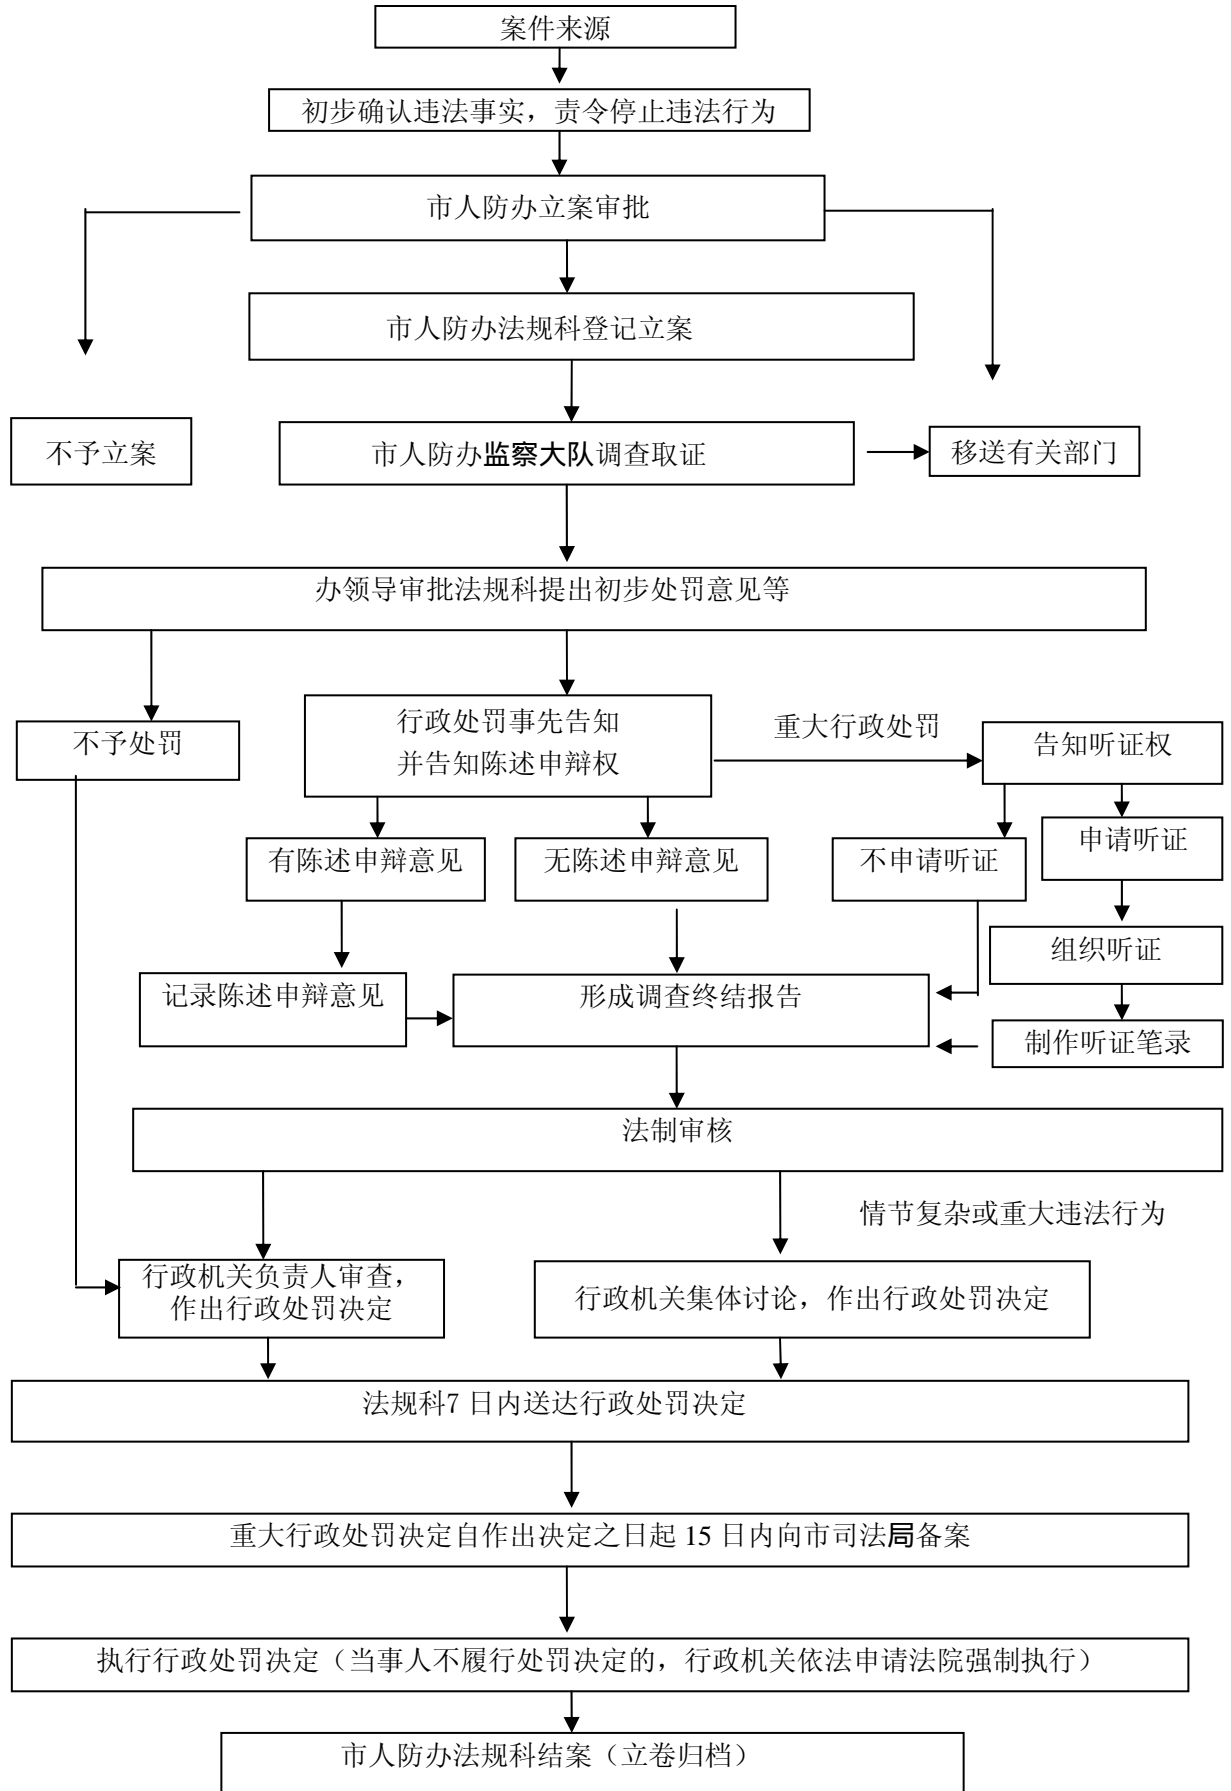 案件来源
初步确认违法事实，责令停止违法行为
市人防办立案审批
市人防办法规科登记立案
不予立案
市人防办监察大队调查取证
移送有关部门
办领导审批法规科提出初步处罚意见等
不予处罚
行政处罚事先告知
并告知陈述申辩权
重大行政处罚
告知听证权
有陈述申辩意见
无陈述申辩意见
不申请听证
申请听证
组织听证
记录陈述申辩意见
形成调查终结报告
制作听证笔录
法制审核
情节复杂或重大违法行为
行政机关负责人审查，
作出行政处罚决定
行政机关集体讨论，作出行政处罚决定
法规科7 日内送达行政处罚决定
重大行政处罚决定自作出决定之日起 15 日内向市司法局备案
执行行政处罚决定（当事人不履行处罚决定的，行政机关依法申请法院强制执行）
市人防办法规科结案（立卷归档）